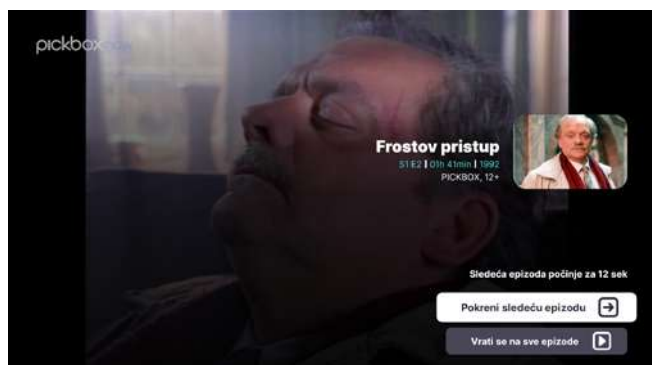 pickbox
Frostov pristup
S1 E2 | 01h 41min | 1992
PICKBOX, 12+
Sledeća epizoda počinje za 12 sek
Pokreni sledeću epizodu
Vrati se na sve epizode